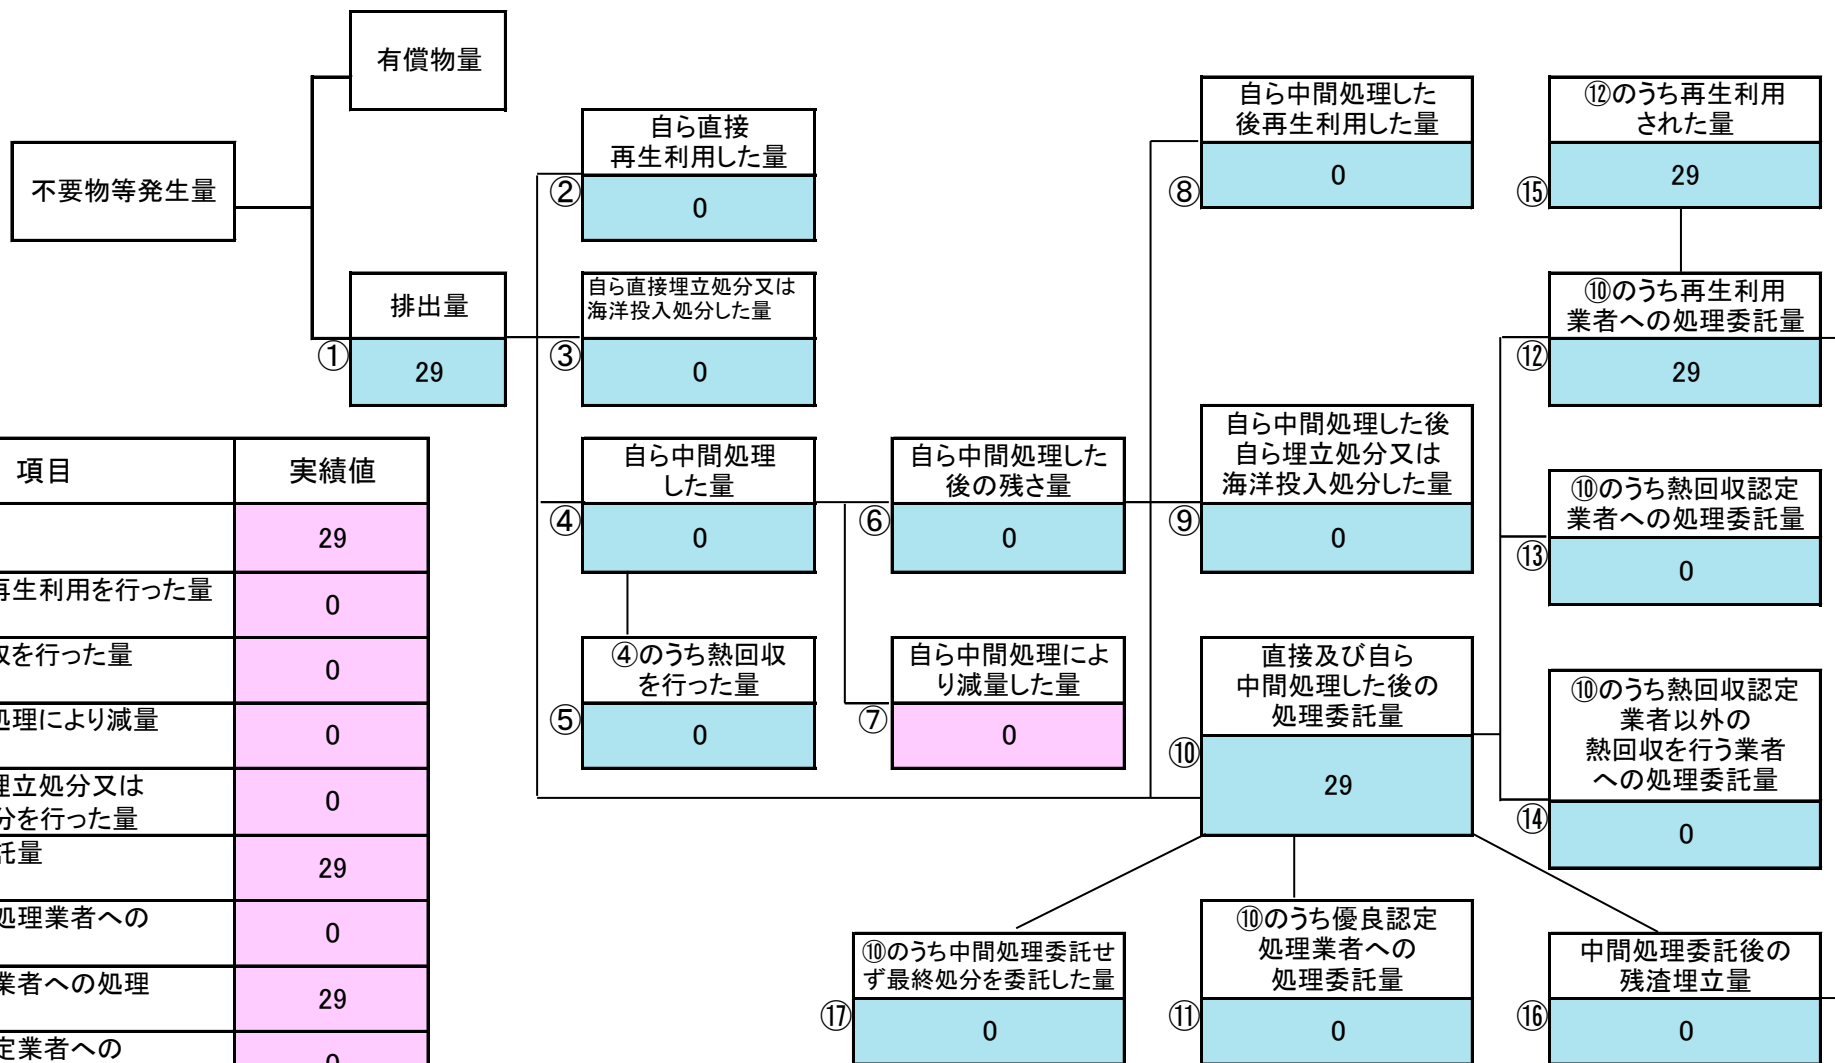 有償物量
不要物等発生量
排出量
①
29
自ら直接
再生利用した量
②
0
自ら直接埋立処分又は
海洋投入処分した量
③
0
自ら中間処理
した量
④
0
④のうち熱回収
を行った量
⑤
0
自ら中間処理した
後の残さ量
⑥
0
自ら中間処理によ
り減量した量
⑦
0
自ら中間処理した
後再生利用した量
⑧
0
自ら中間処理した後
自ら埋立処分又は
海洋投入処分した量
⑨
0
直接及び自ら
中間処理した後の
処理委託量
⑩
29
⑫のうち再生利用
された量
⑮
29
⑩のうち再生利用
業者への処理委託量
⑫
29
⑩のうち熱回収認定
業者への処理委託量
⑬
0
⑩のうち熱回収認定
業者以外の
熱回収を行う業者
への処理委託量
⑭
0
⑩のうち中間処理委託せ
ず最終処分を委託した量
⑰
0
⑩のうち優良認定
処理業者への
処理委託量
⑪
0
中間処理委託後の
残渣埋立量
⑯
0
項目 実績値
29
再生利用を行った量
0
を行った量
0
処理により減量
0
埋立処分又は
分を行った量
0
託量
29
処理業者への
0
業者への処理
29
定業者への
0